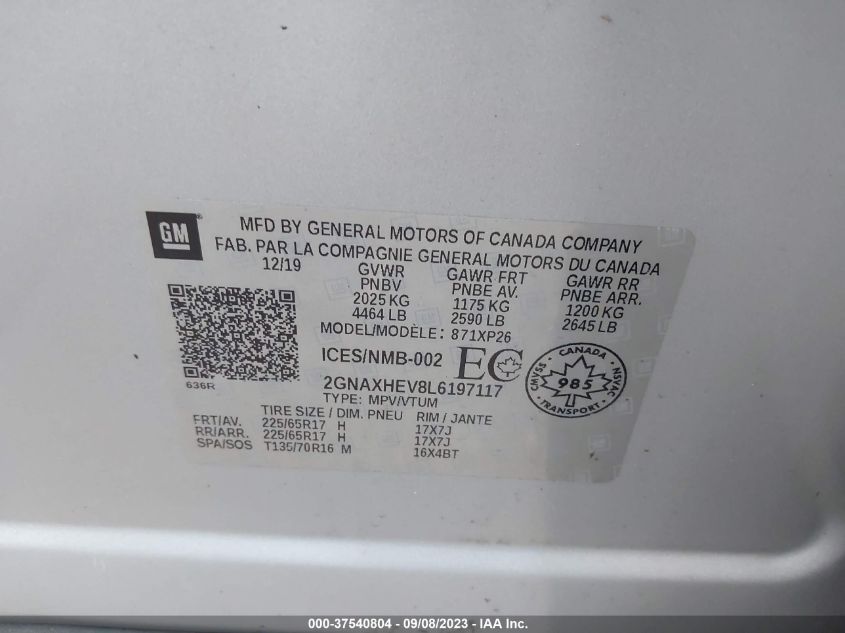 GM ®
MFD BY GENERAL MOTORS OF CANADA COMPANY
FAB. PAR LA COMPAGNIE GENERAL MOTORS DU CANADA
12/19 GVWR GAWR FRT GAWR RR
PNBV PNBE AV. PNBE ARR.
2025 KG 1175 KG 1200 KG
4464 LB 2590 LB 2645 LB
MODEL/MODÈLE: 871XP26
ICES/NMB-002 EC
636R
2GNAXHEV8L6197117
TYPE: MPV/VTUM
CANADA
CMVSS 985 NSVAC
TRANSPORT
TIRE SIZE / DIM. PNEU RIM / JANTE
FRT/AV. 225/65R17 H 17X7J
RR/ARR. 225/65R17 H 17X7J
SPA/SOS T135/70R16 M 16X4BT
000-37540804 - 09/08/2023 - IAA Inc.